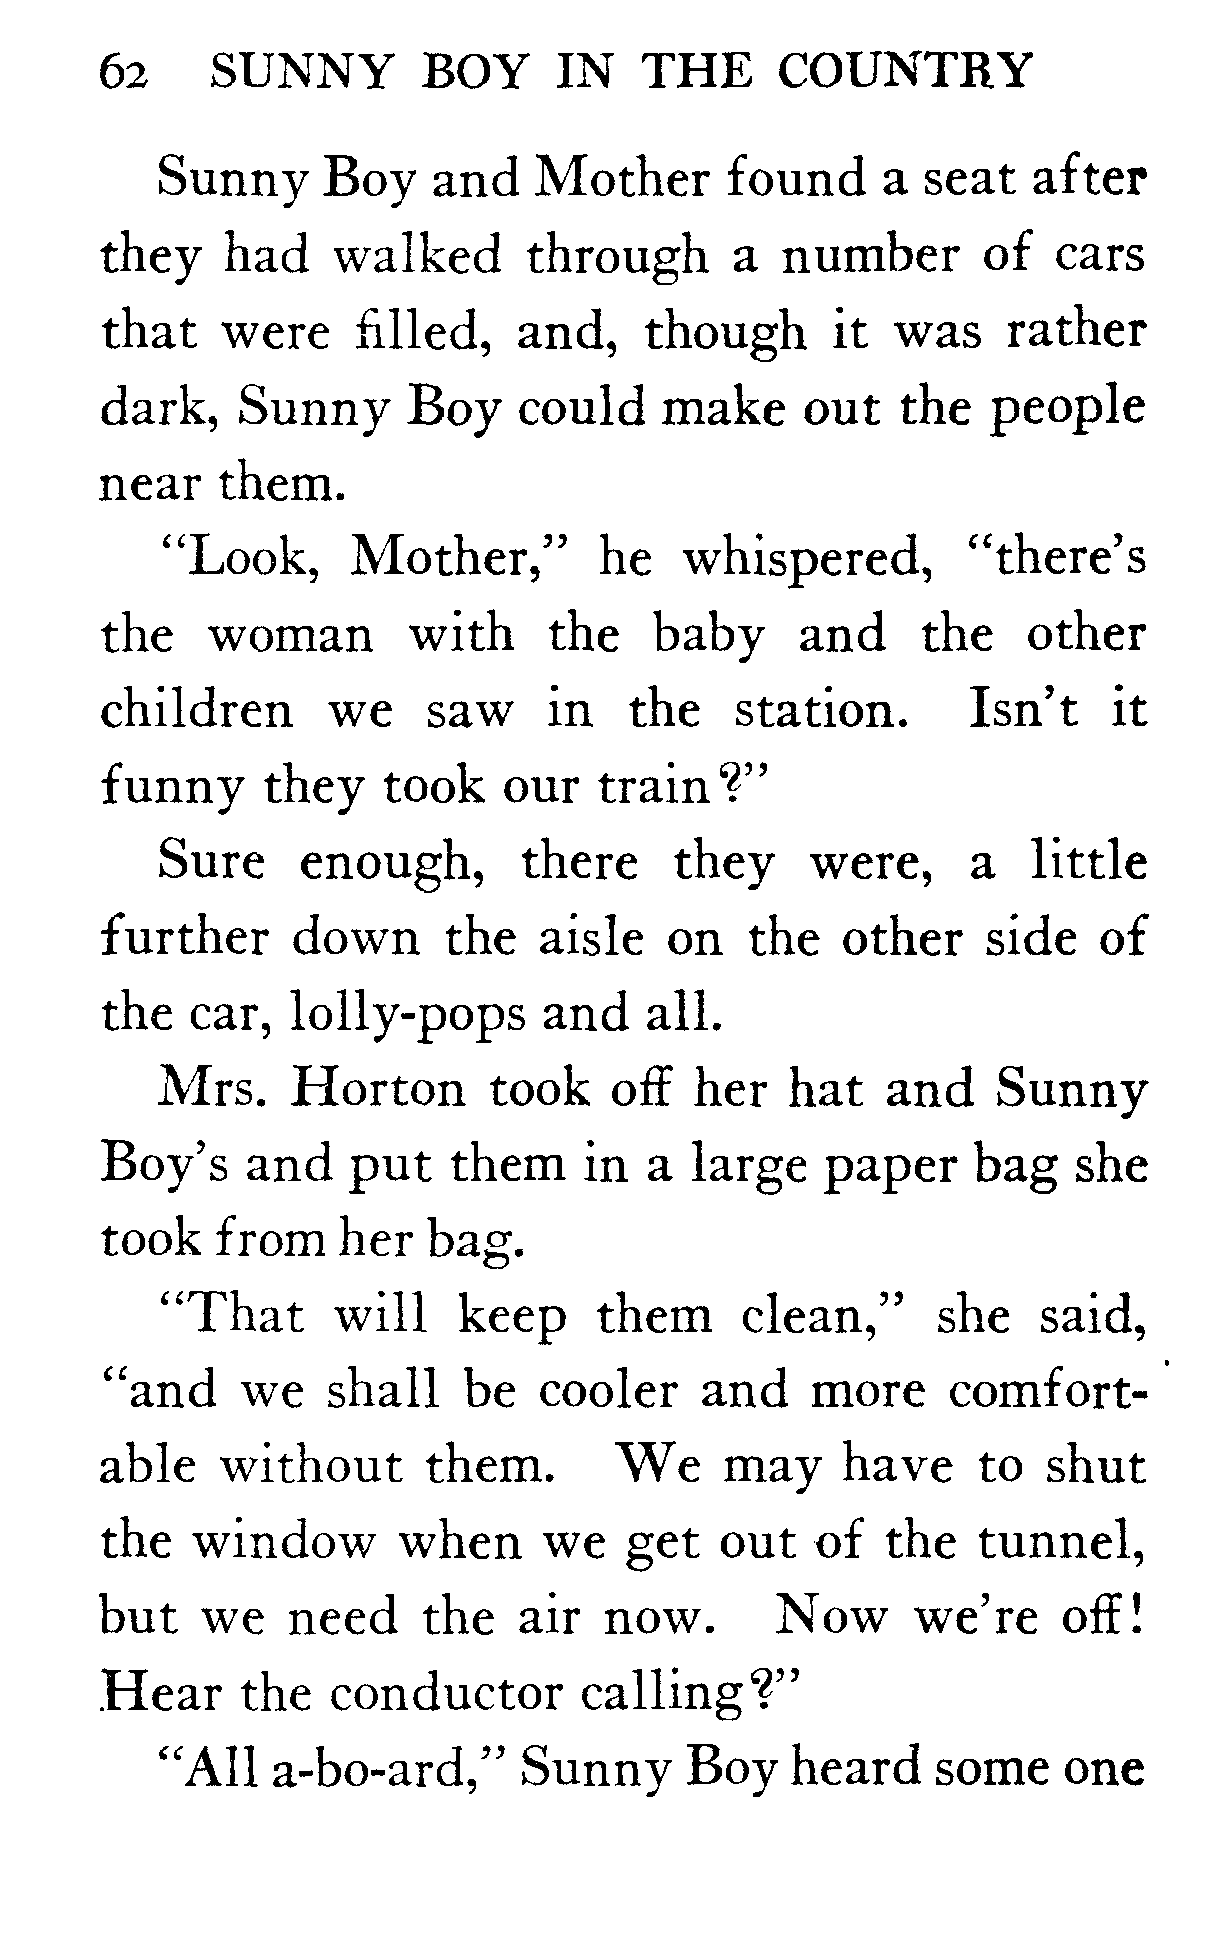 62 SUNNY BOY IN THE COUNTRY
Sunny Boy and Mother found a seat after
they had walked through a number of cars
that were filled, and, though it was rather
dark, Sunny Boy could make out the people
near them.
“Look, Mother,” he whispered, “there’s
the woman with the baby and the other
children we saw in the station. Isn’t it
funny they took our train?”
Sure enough, there they were, a little
further down the aisle on the other side of
the car, lolly-pops and all.
Mrs. Horton took off her hat and Sunny
Boy’s and put them in a large paper bag she
took from her bag.
“That will keep them clean,” she said,
“and we shall be cooler and more comfort-
able without them. We may have to shut
the window when we get out of the tunnel,
but we need the air now. Now we’re off!
Hear the conductor calling?”
“All a-bo-ard,” Sunny Boy heard some one